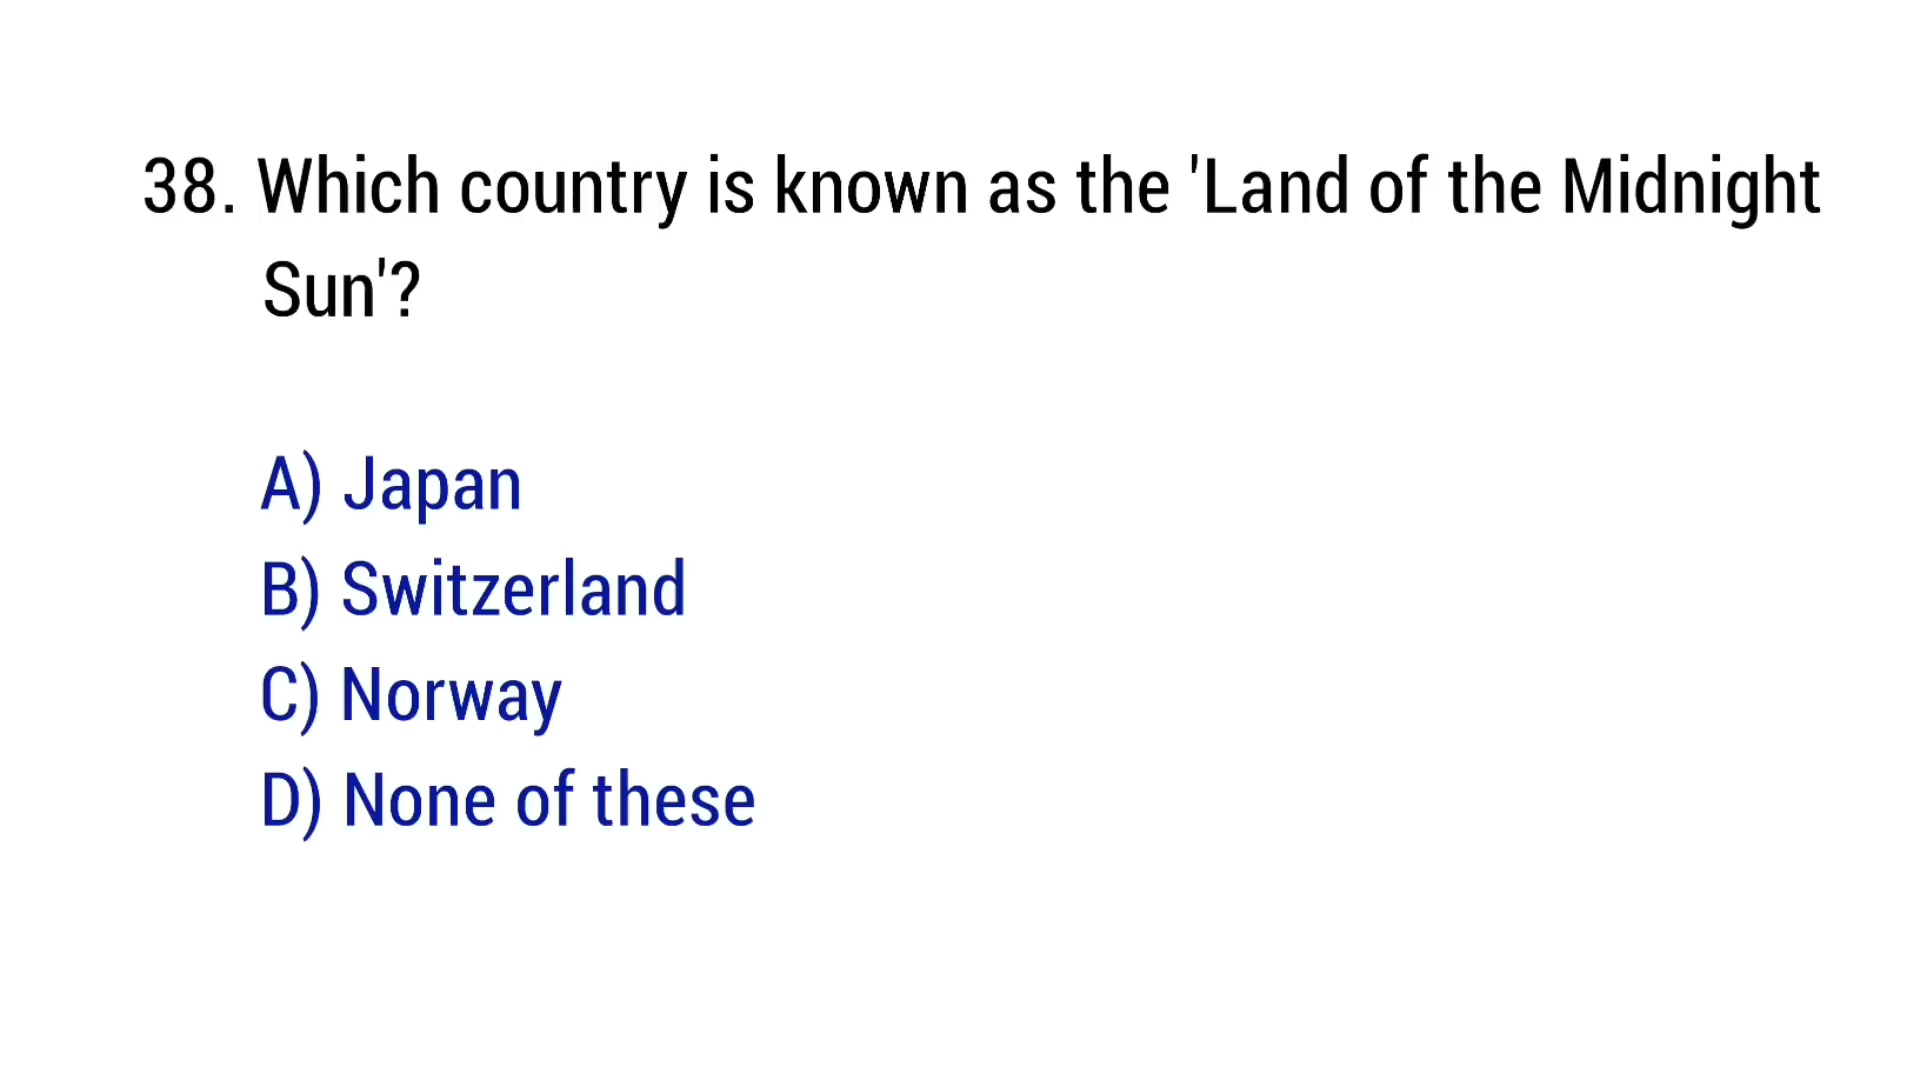 38. Which country is known as the 'Land of the Midnight
Sun'?
A) Japan
B) Switzerland
C) Norway
D) None of these